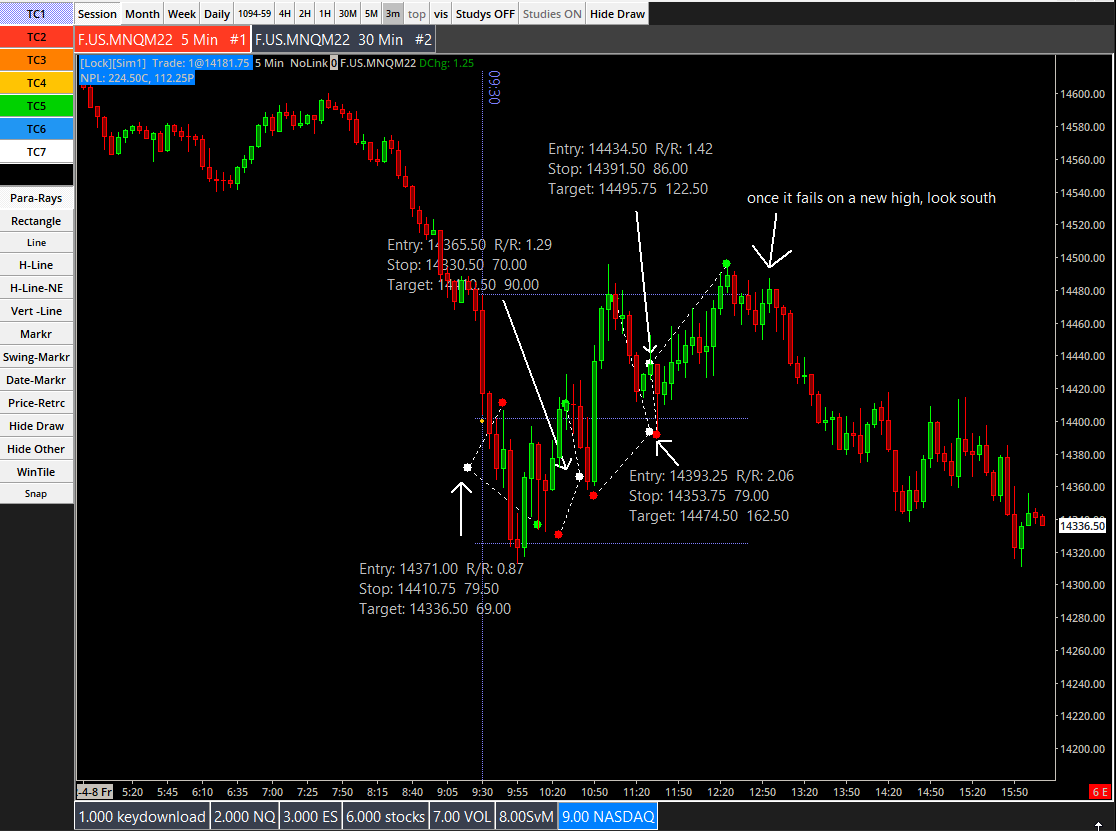 TC1
TC2
TC3
TC4
TC5
TC6
TC7
Para-Rays
Rectangle
Line
H-Line
H-Line-NE
Vert -Line
Markr
Swing-Markr
Date-Markr
Price-Retrc
Hide Draw
Hide Other
WinTile
Snap
Session Month Week Daily 1094-59 4H 2H 1H 30M 5M 3m top vis Studys OFF Studies ON Hide Draw
F.US.MNQM22 5 Min #1 F.US.MNQM22 30 Min #2
[Lock][Sim1] Trade: 1@14181.75 5 Min NoLink 0 F.US.MNQM22 DChg: 1.25
NPL: 224.50C, 112.25P
09:30
Entry: 14434.50 R/R: 1.42
Stop: 14391.50 86.00
Target: 14495.75 122.50
once it fails on a new high, look south
Entry: 14365.50 R/R: 1.29
Stop: 14330.50 70.00
Target: 14410.50 90.00
Entry: 14393.25 R/R: 2.06
Stop: 14353.75 79.00
Target: 14474.50 162.50
Entry: 14371.00 R/R: 0.87
Stop: 14410.75 79.50
Target: 14336.50 69.00
14600.00
14580.00
14560.00
14540.00
14520.00
14500.00
14480.00
14460.00
14440.00
14420.00
14400.00
14380.00
14360.00
14336.50
14320.00
14300.00
14280.00
14260.00
14240.00
14220.00
14200.00
-4-8 Fr 5:20 5:45 6:10 6:35 7:00 7:25 7:50 8:15 8:40 9:05 9:30 9:55 10:20 10:50 11:20 11:50 12:20 12:50 13:20 13:50 14:20 14:50 15:20 15:50 6 E
1.000 keydownload 2.000 NQ 3.000 ES 6.000 stocks 7.00 VOL 8.00SvM 9.00 NASDAQ